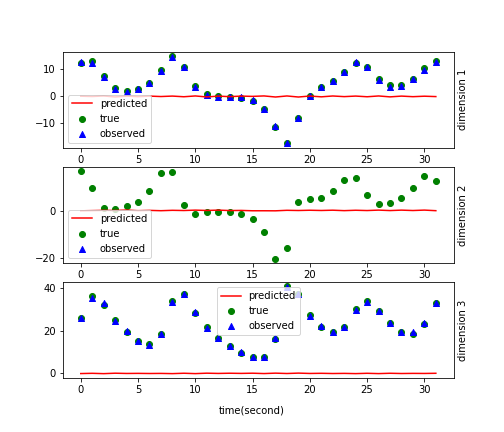 10
0
−10
dimension 1
predicted
true
observed
0 5 10 15 20 25 30
0
−20
dimension 2
predicted
true
observed
0 5 10 15 20 25 30
40
20
0
dimension 3
predicted
true
observed
0 5 10 15 20 25 30
time(second)